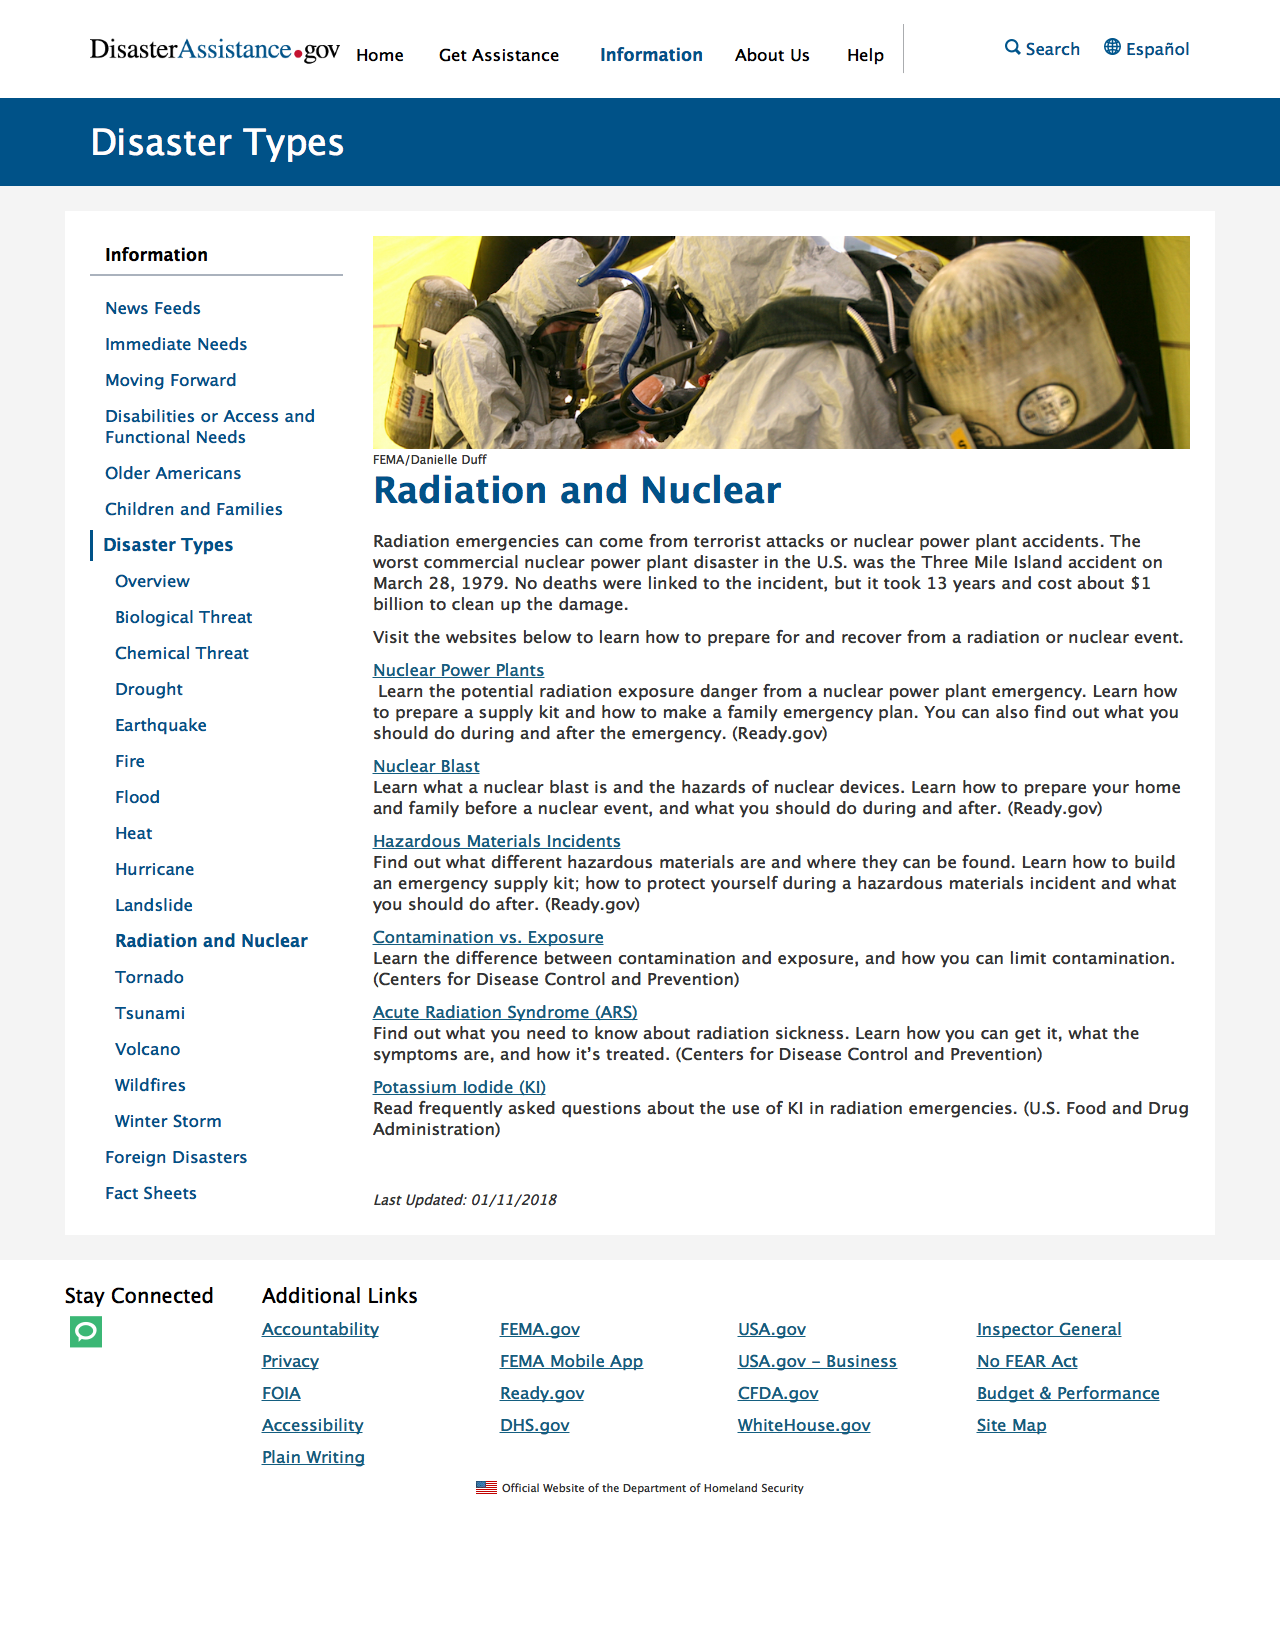 DisasterAssistance.gov Home Get Assistance Information About Us Help Search Español
Disaster Types
Information
News Feeds
Immediate Needs
Moving Forward
Disabilities or Access and
Functional Needs
Older Americans
Children and Families
Disaster Types
Overview
Biological Threat
Chemical Threat
Drought
Earthquake
Fire
Flood
Heat
Hurricane
Landslide
Radiation and Nuclear
Tornado
Tsunami
Volcano
Wildfires
Winter Storm
Foreign Disasters
Fact Sheets
FEMA/Danielle Duff
Radiation and Nuclear
Radiation emergencies can come from terrorist attacks or nuclear power plant accidents. The
worst commercial nuclear power plant disaster in the U.S. was the Three Mile Island accident on
March 28, 1979. No deaths were linked to the incident, but it took 13 years and cost about $1
billion to clean up the damage.
Visit the websites below to learn how to prepare for and recover from a radiation or nuclear event.
Nuclear Power Plants
Learn the potential radiation exposure danger from a nuclear power plant emergency. Learn how
to prepare a supply kit and how to make a family emergency plan. You can also find out what you
should do during and after the emergency. (Ready.gov)
Nuclear Blast
Learn what a nuclear blast is and the hazards of nuclear devices. Learn how to prepare your home
and family before a nuclear event, and what you should do during and after. (Ready.gov)
Hazardous Materials Incidents
Find out what different hazardous materials are and where they can be found. Learn how to build
an emergency supply kit; how to protect yourself during a hazardous materials incident and what
you should do after. (Ready.gov)
Contamination vs. Exposure
Learn the difference between contamination and exposure, and how you can limit contamination.
(Centers for Disease Control and Prevention)
Acute Radiation Syndrome (ARS)
Find out what you need to know about radiation sickness. Learn how you can get it, what the
symptoms are, and how it’s treated. (Centers for Disease Control and Prevention)
Potassium Iodide (KI)
Read frequently asked questions about the use of KI in radiation emergencies. (U.S. Food and Drug
Administration)
Last Updated: 01/11/2018
Stay Connected
Additional Links
Accountability FEMA.gov USA.gov Inspector General
Privacy FEMA Mobile App USA.gov – Business No FEAR Act
FOIA Ready.gov CFDA.gov Budget & Performance
Accessibility DHS.gov WhiteHouse.gov Site Map
Plain Writing
Official Website of the Department of Homeland Security